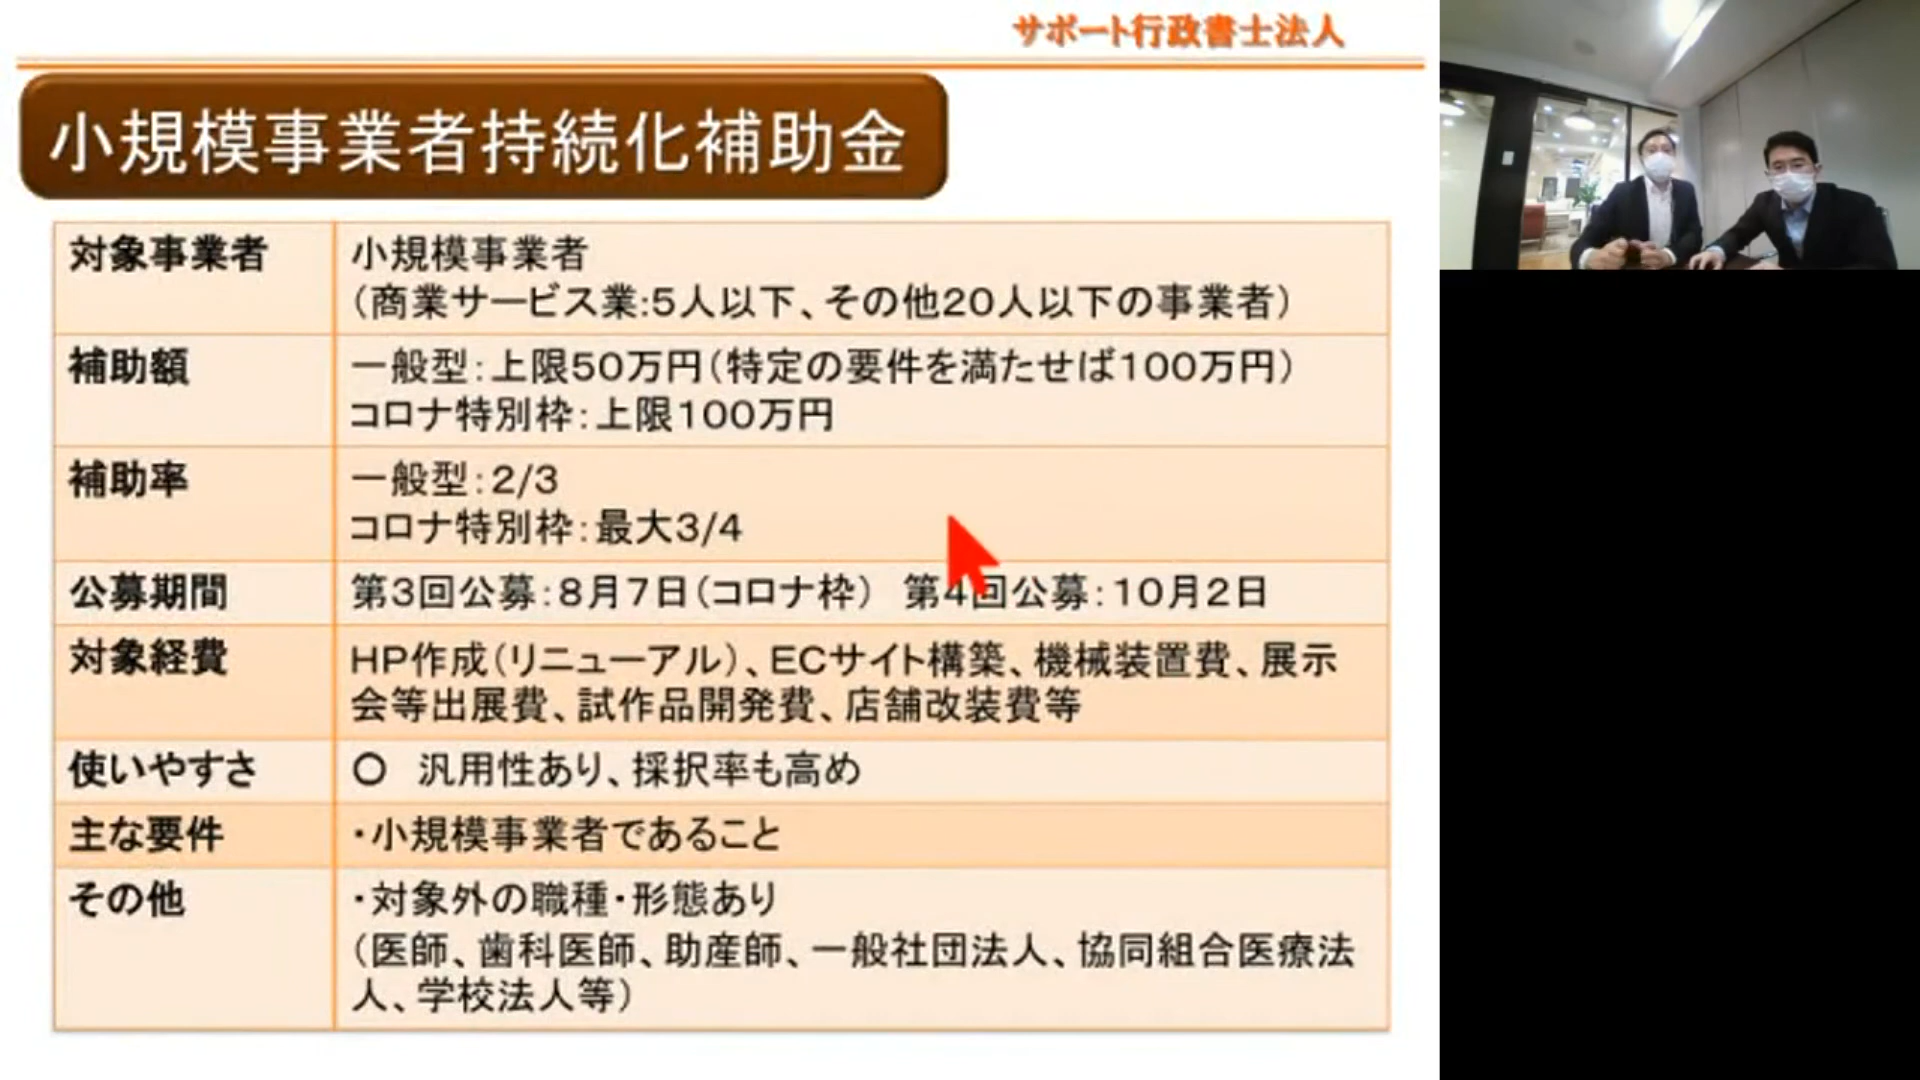 サポート行政書士法人
小規模事業者持続化補助金
対象事業者
小規模事業者
（商業サービス業:5人以下、その他20人以下の事業者）
補助額
一般型：上限50万円（特定の要件を満たせば100万円）
コロナ特別枠：上限100万円
補助率
一般型：2/3
コロナ特別枠：最大3/4
公募期間
第3回公募：8月7日（コロナ枠）　第4回公募：10月2日
対象経費
HP作成（リニューアル）、ECサイト構築、機械装置費、展示
会等出展費、試作品開発費、店舗改装費等
使いやすさ
○　汎用性あり、採択率も高め
主な要件
・小規模事業者であること
その他
・対象外の職種・形態あり
（医師、歯科医師、助産師、一般社団法人、協同組合医療法
人、学校法人等）